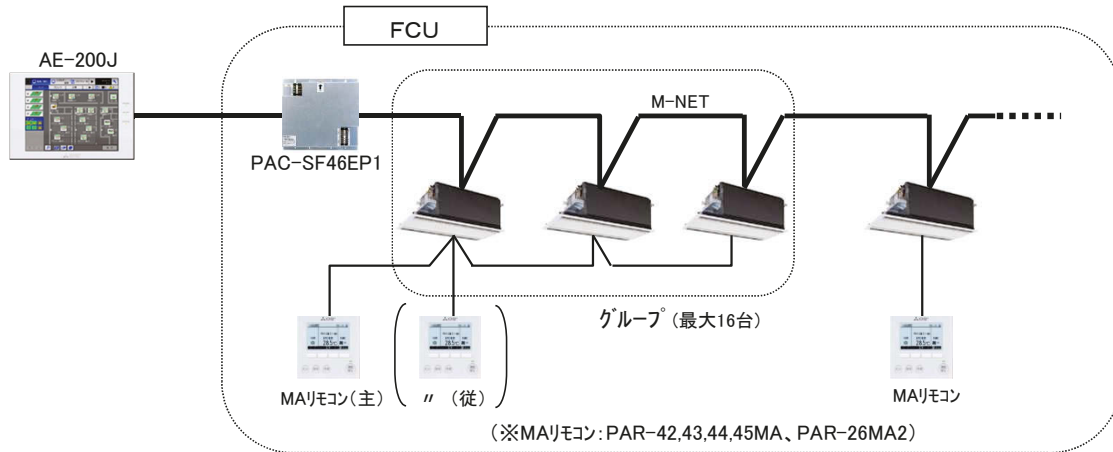 FCU
AE-200J
M-NET
PAC-SF46EP1
ｸﾞﾙｰﾌﾟ (最大16台)
MAﾘﾓｺﾝ(主)
〃 (従)
MAﾘﾓｺﾝ
(※MAﾘﾓｺﾝ:PAR-42,43,44,45MA、PAR-26MA2)